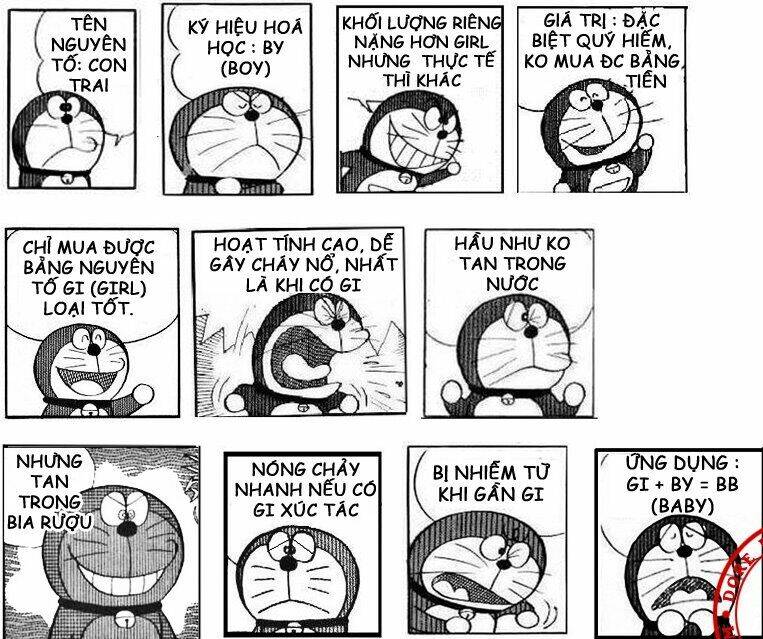 TÊN
NGUYÊN
TỐ: CON
TRAI
KÝ HIỆU HOÁ
HỌC : BY
(BOY)
KHỐI LƯỢNG RIÊNG
NẶNG HƠN GIRL
NHƯNG THỰC TẾ
THÌ KHÁC
GIÁ TRỊ : ĐẶC
BIỆT QUÝ HIẾM,
KO MUA ĐC BẰNG
TIỀN
CHỈ MUA ĐƯỢC
BẰNG NGUYÊN
TỐ GI (GIRL)
LOẠI TỐT.
HOẠT TÍNH CAO, DỄ
GÂY CHÁY NỔ, NHẤT
LÀ KHI CÓ GI
HẦU NHƯ KO
TAN TRONG
NƯỚC
NHƯNG
TAN
TRONG
BIA RƯỢU
NÓNG CHẢY
NHANH NẾU CÓ
GI XÚC TÁC
BỊ NHIỄM TỪ
KHI GẦN GI
ỨNG DỤNG :
GI + BY = BB
(BABY)